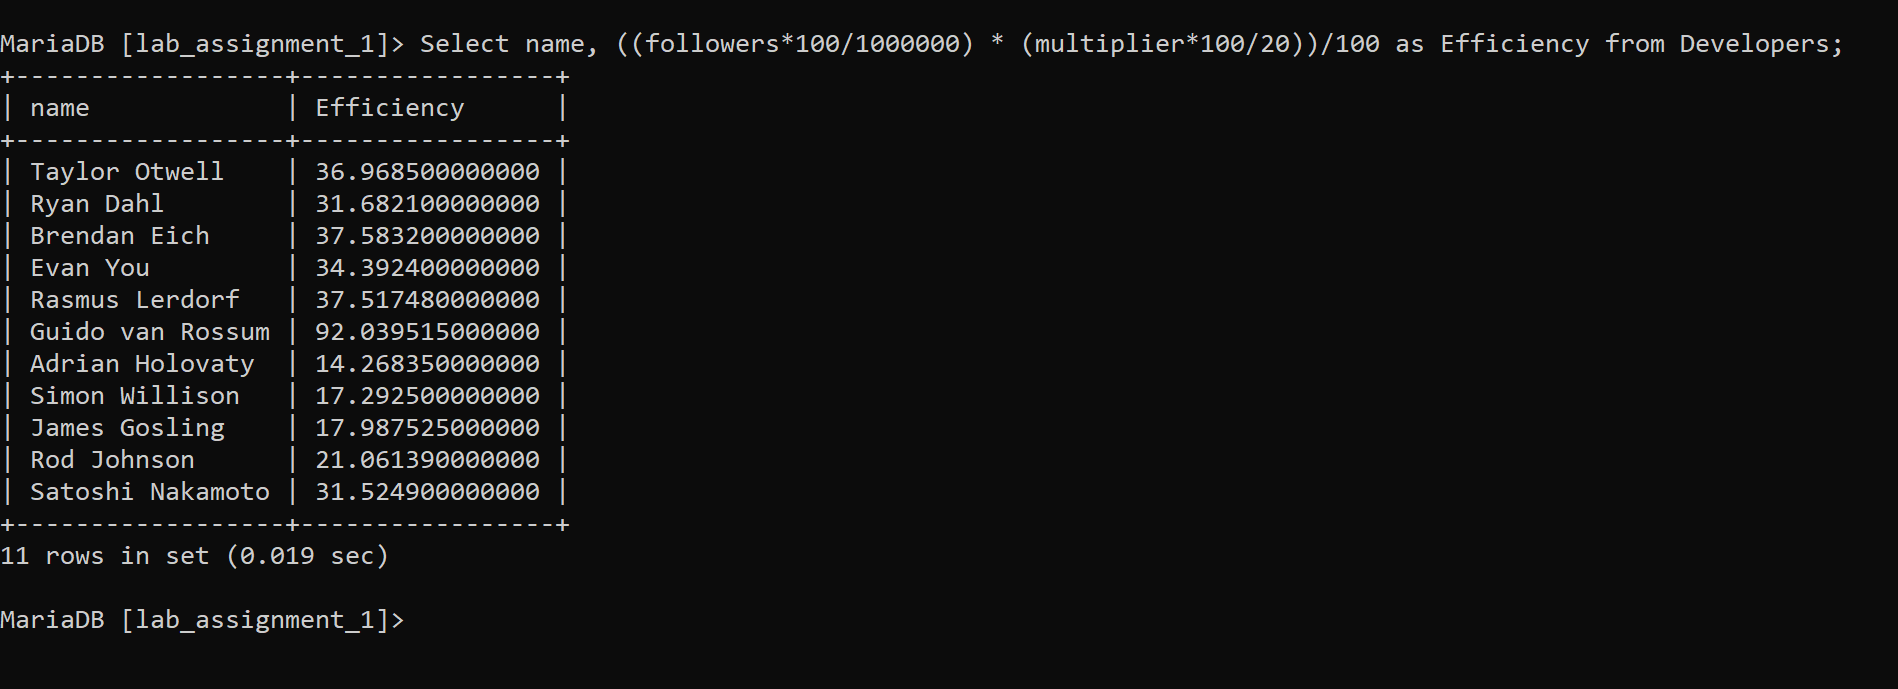 MariaDB [lab_assignment_1]> Select name, ((followers*100/1000000) * (multiplier*100/20))/100 as Efficiency from Developers;
+------------------+-----------------+
| name             | Efficiency      |
+------------------+-----------------+
| Taylor Otwell    | 36.968500000000 |
| Ryan Dahl        | 31.682100000000 |
| Brendan Eich     | 37.583200000000 |
| Evan You         | 34.392400000000 |
| Rasmus Lerdorf   | 37.517480000000 |
| Guido van Rossum | 92.039515000000 |
| Adrian Holovaty  | 14.268350000000 |
| Simon Willison   | 17.292500000000 |
| James Gosling    | 17.987525000000 |
| Rod Johnson      | 21.061390000000 |
| Satoshi Nakamoto | 31.524900000000 |
+------------------+-----------------+
11 rows in set (0.019 sec)
MariaDB [lab_assignment_1]>